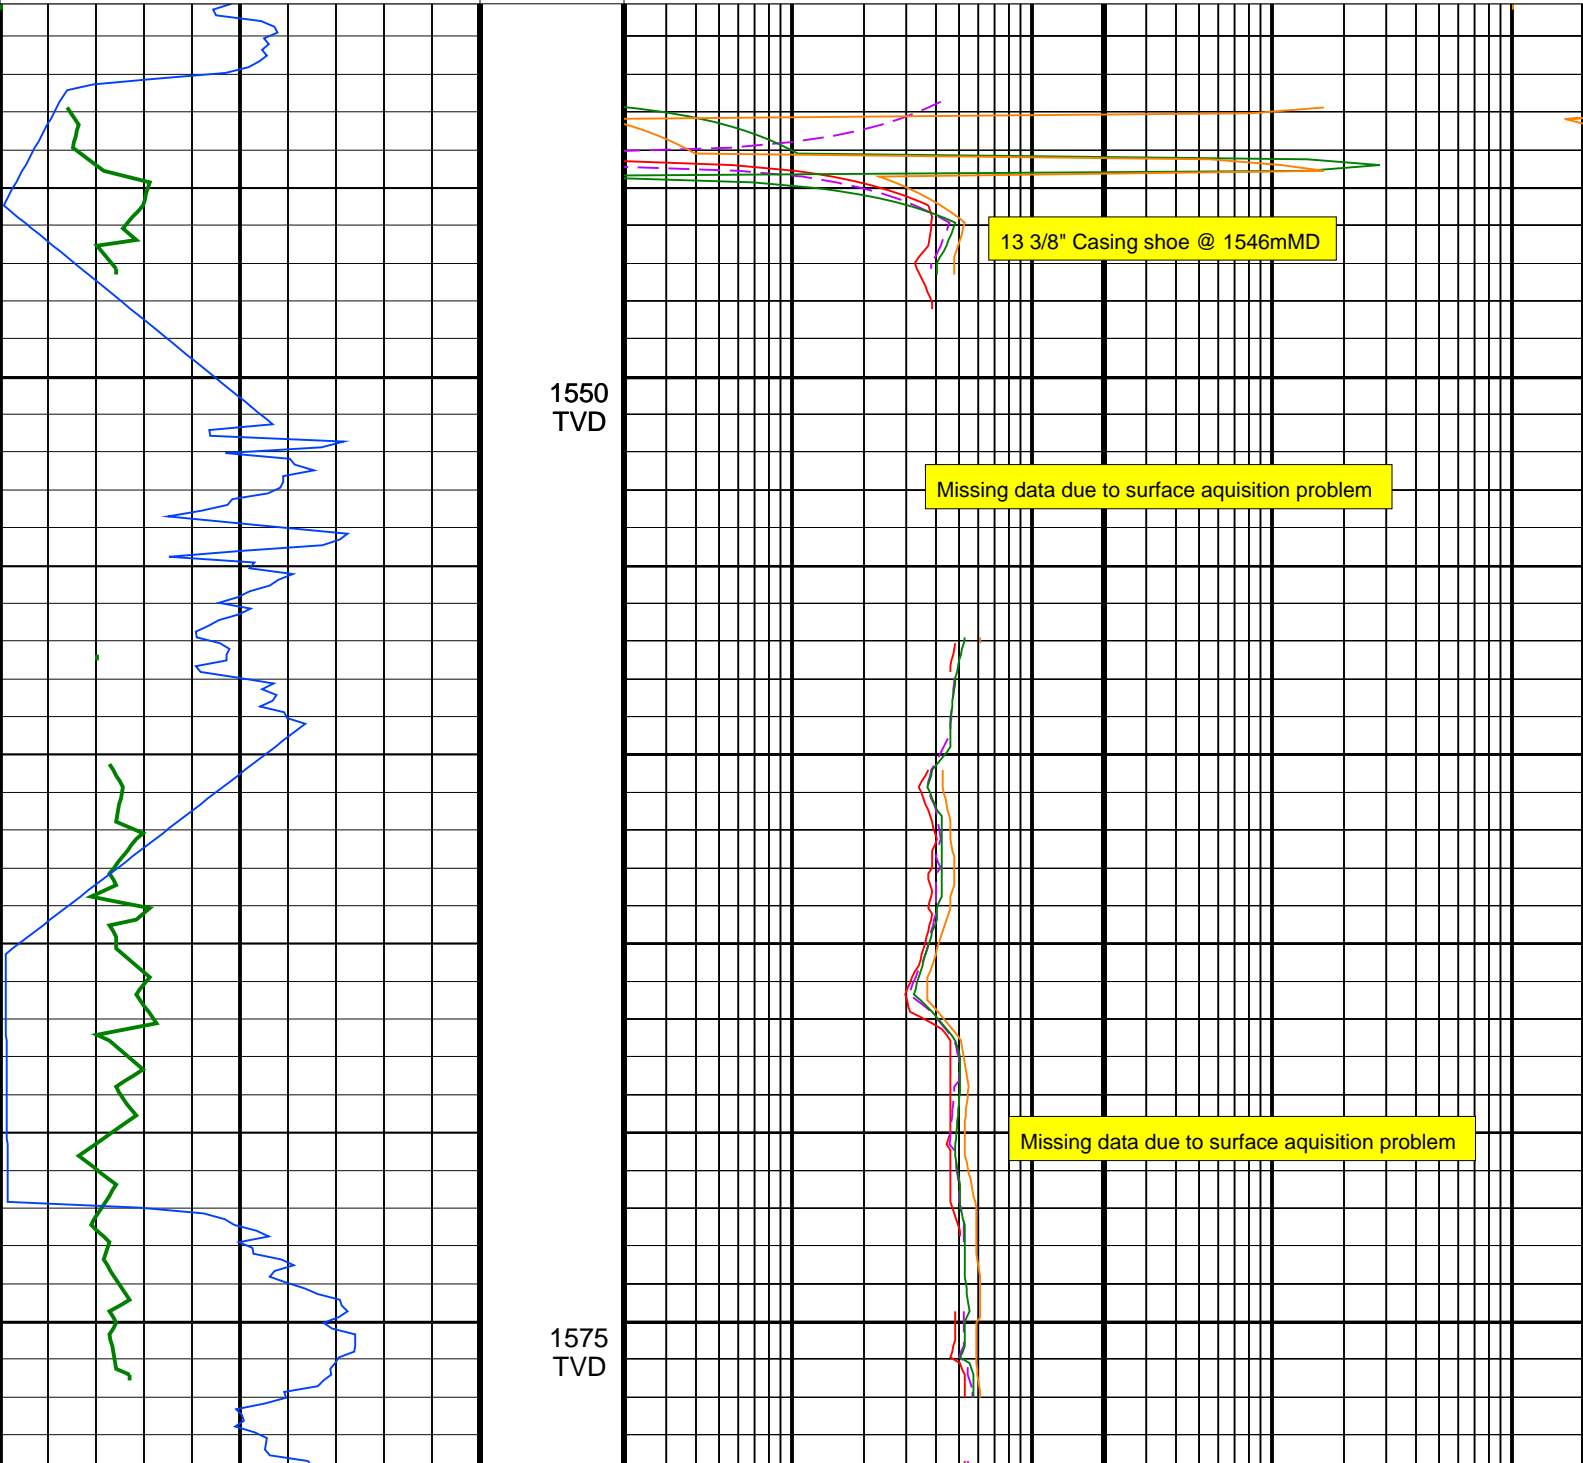 13 3/8" Casing shoe @ 1546mMD
1550
TVD
Missing data due to surface aquisition problem
Missing data due to surface aquisition problem
1575
TVD